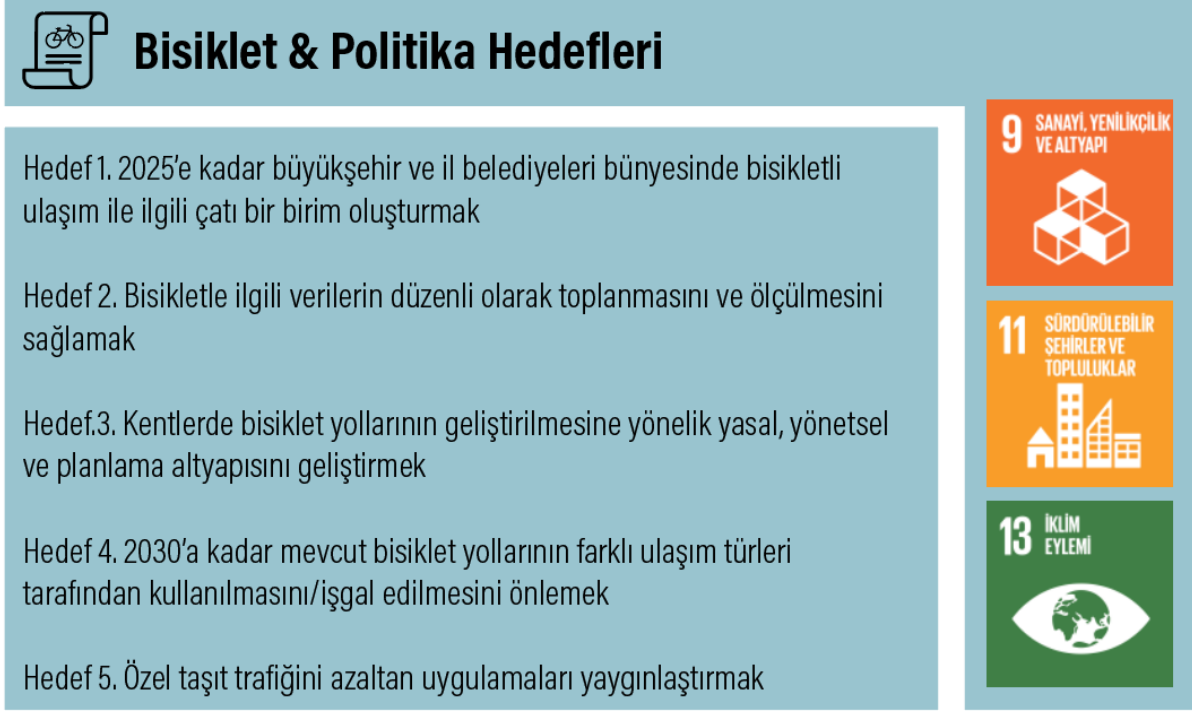 Bisiklet & Politika Hedefleri
Hedef 1. 2025’e kadar büyükşehir ve il belediyeleri bünyesinde bisikletli
ulaşım ile ilgili çatı bir birim oluşturmak
Hedef 2. Bisikletle ilgili verilerin düzenli olarak toplanmasını ve ölçülmesini
sağlamak
Hedef.3. Kentlerde bisiklet yollarının geliştirilmesine yönelik yasal, yönetsel
ve planlama altyapısını geliştirmek
Hedef 4. 2030’a kadar mevcut bisiklet yollarının farklı ulaşım türleri
tarafından kullanılmasını/işgal edilmesini önlemek
Hedef 5. Özel taşıt trafiğini azaltan uygulamaları yaygınlaştırmak
9 SANAYİ, YENİLİKÇİLİK
VE ALTYAPI
11 SÜRDÜRÜLEBİLİR
ŞEHİRLER VE
TOPLULUKLAR
13 İKLİM
EYLEMİ